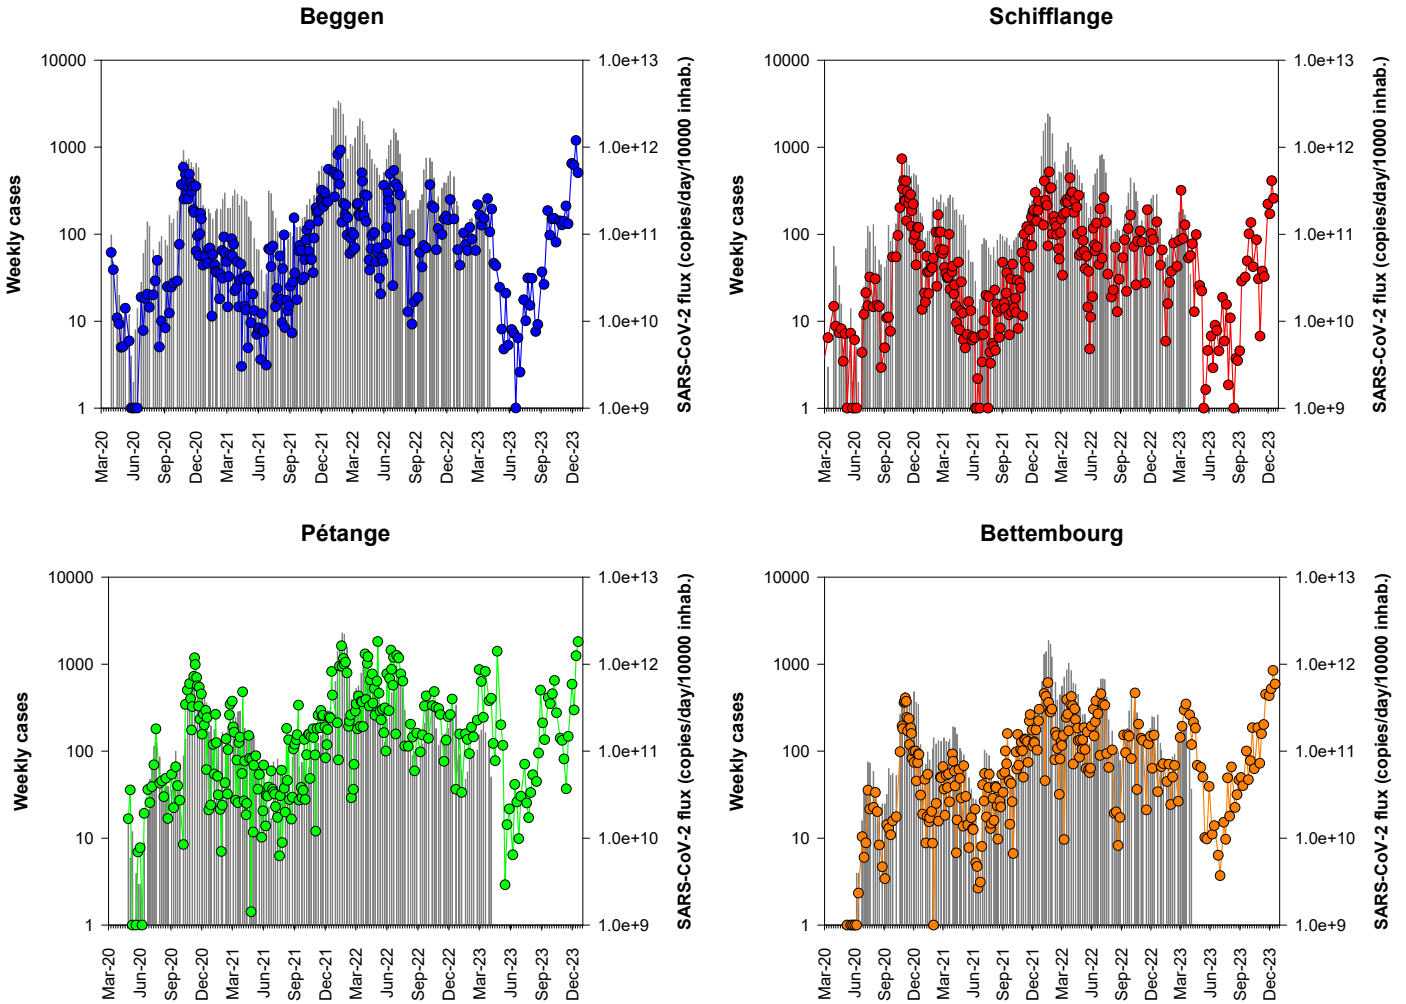 Beggen
10000
1000
100
10
1
Weekly cases
1.0e+13
1.0e+12
1.0e+11
1.0e+10
1.0e+9
SARS-CoV-2 flux (copies/day/10000 inhab.)
Mar-20
Jun-20
Sep-20
Dec-20
Mar-21
Jun-21
Sep-21
Dec-21
Mar-22
Jun-22
Sep-22
Dec-22
Mar-23
Jun-23
Sep-23
Dec-23
Schifflange
10000
1000
100
10
1
Weekly cases
1.0e+13
1.0e+12
1.0e+11
1.0e+10
1.0e+9
SARS-CoV-2 flux (copies/day/10000 inhab.)
Mar-20
Jun-20
Sep-20
Dec-20
Mar-21
Jun-21
Sep-21
Dec-21
Mar-22
Jun-22
Sep-22
Dec-22
Mar-23
Jun-23
Sep-23
Dec-23
Pétange
10000
1000
100
10
1
Weekly cases
1.0e+13
1.0e+12
1.0e+11
1.0e+10
1.0e+9
SARS-CoV-2 flux (copies/day/10000 inhab.)
Mar-20
Jun-20
Sep-20
Dec-20
Mar-21
Jun-21
Sep-21
Dec-21
Mar-22
Jun-22
Sep-22
Dec-22
Mar-23
Jun-23
Sep-23
Dec-23
Bettembourg
10000
1000
100
10
1
Weekly cases
1.0e+13
1.0e+12
1.0e+11
1.0e+10
1.0e+9
SARS-CoV-2 flux (copies/day/10000 inhab.)
Mar-20
Jun-20
Sep-20
Dec-20
Mar-21
Jun-21
Sep-21
Dec-21
Mar-22
Jun-22
Sep-22
Dec-22
Mar-23
Jun-23
Sep-23
Dec-23